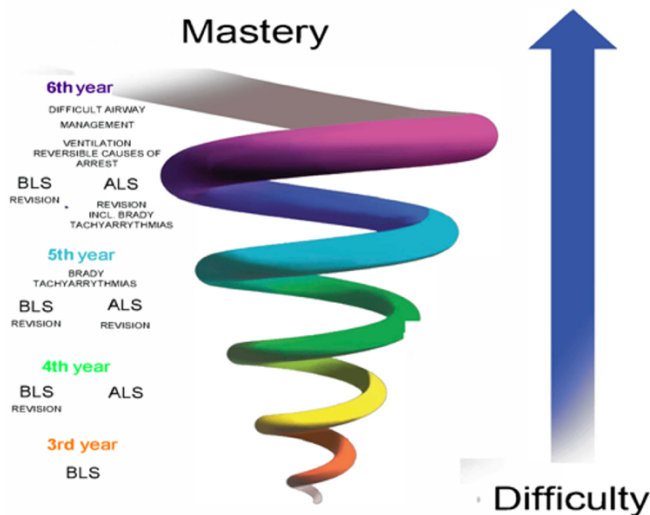 Mastery
6th year
DIFFICULT AIRWAY
MANAGEMENT
VENTILATION
REVERSIBLE CAUSES OF
ARREST
BLS ALS
REVISION REVISION
INCL. BRADY
TACHYARRYTHMIAS
5th year
BRADY
TACHYARRYTHMIAS
BLS ALS
REVISION REVISION
4th year
BLS ALS
REVISION
3rd year
BLS
Difficulty